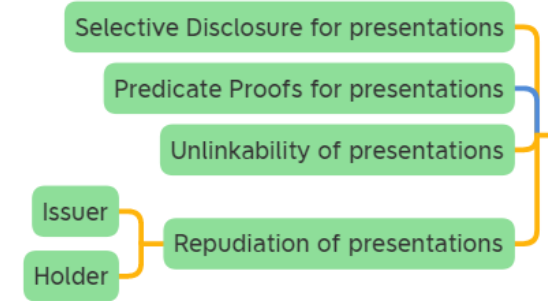 Selective Disclosure for presentations
Predicate Proofs for presentations
Unlinkability of presentations
Issuer
Repudiation of presentations
Holder